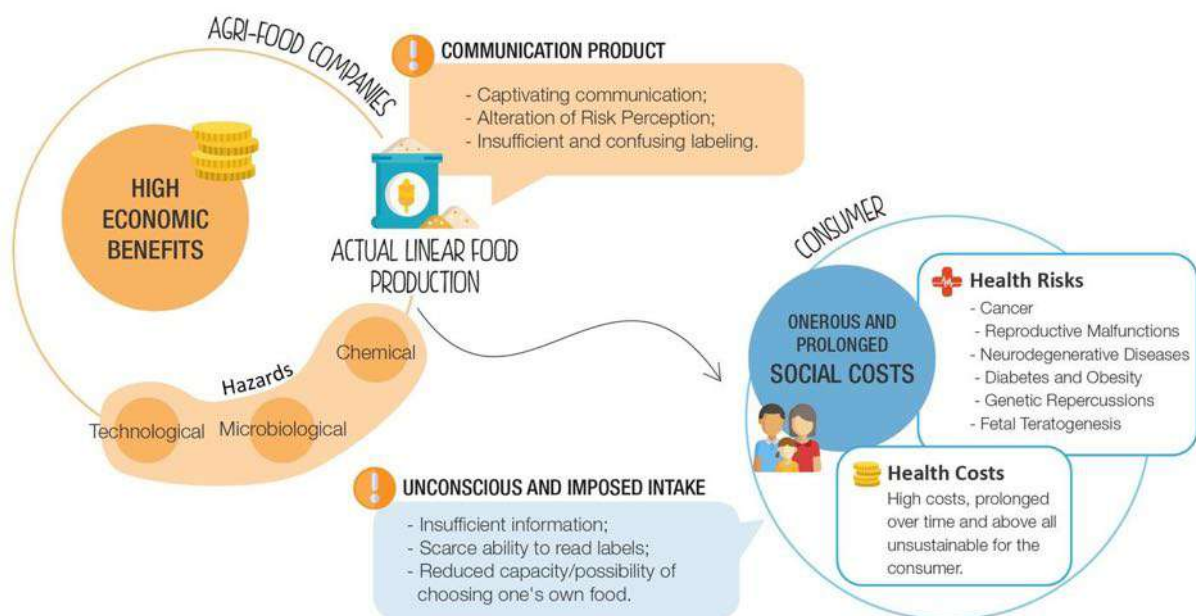 AGRI-FOOD COMPANIES
COMMUNICATION PRODUCT
- Captivating communication;
- Alteration of Risk Perception;
- Insufficient and confusing labeling.
HIGH
ECONOMIC
BENEFITS
ACTUAL LINEAR FOOD
PRODUCTION
Hazards
Chemical
Microbiological
Technological
CONSUMER
ONEROUS AND
PROLONGED
SOCIAL COSTS
Health Risks
- Cancer
- Reproductive Malfunctions
- Neurodegenerative Diseases
- Diabetes and Obesity
- Genetic Repercussions
- Fetal Teratogenesis
Health Costs
High costs, prolonged
over time and above all
unsustainable for the
consumer.
UNCONSCIOUS AND IMPOSED INTAKE
- Insufficient information;
- Scarce ability to read labels;
- Reduced capacity/possibility of
choosing one's own food.